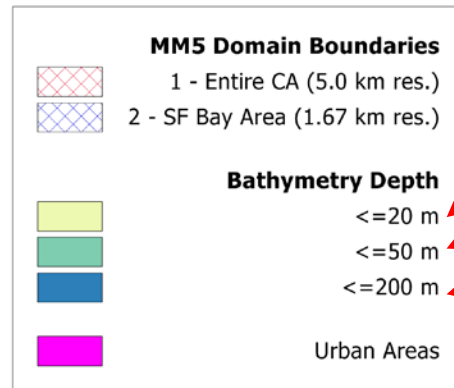 MM5 Domain Boundaries
1 - Entire CA (5.0 km res.)
2 - SF Bay Area (1.67 km res.)
Bathymetry Depth
<=20 m
<=50 m
<=200 m
Urban Areas